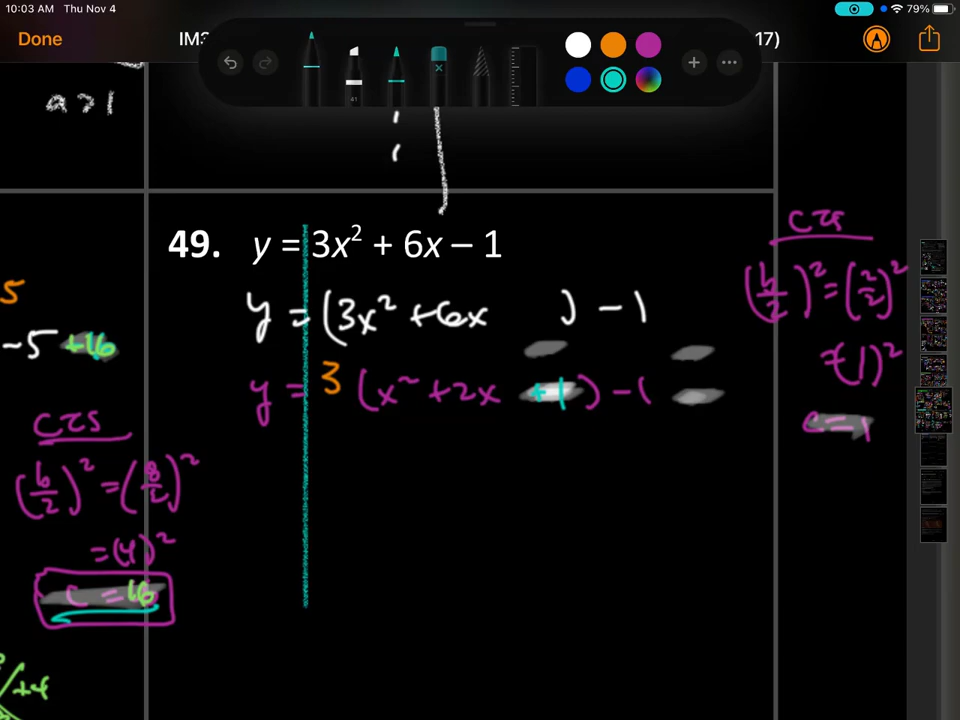 10:03 AM Thu Nov 4
79%
Done
IM3
17)
41
a>1
49. y = 3x² + 6x – 1
y = (3x² + 6x ) – 1
y = 3 (x² + 2x + 1) – 1
5
–5 +16
CTS
(b/2)² = (8/2)²
= (4)²
c = 16
/+4
CTS
(b/2)² = (2/2)²
= (1)²
c = 1